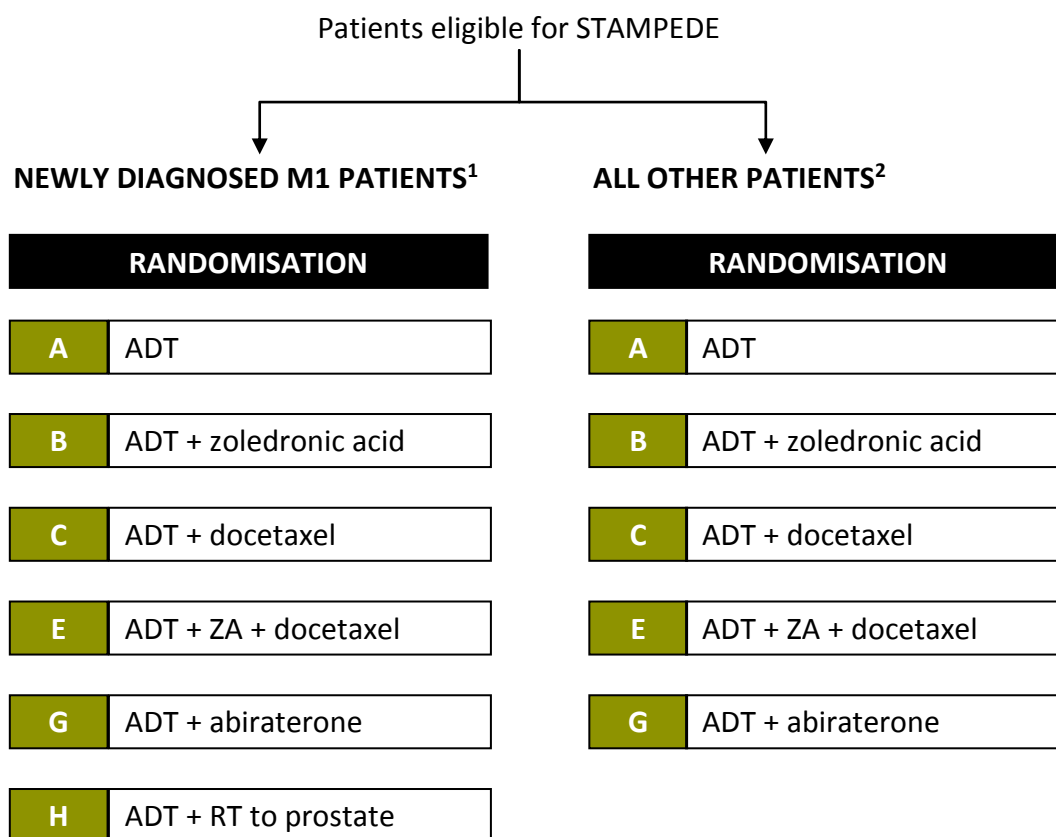 Patients eligible for STAMPEDE
NEWLY DIAGNOSED M1 PATIENTS¹
RANDOMISATION
A ADT
B ADT + zoledronic acid
C ADT + docetaxel
E ADT + ZA + docetaxel
G ADT + abiraterone
H ADT + RT to prostate
ALL OTHER PATIENTS²
RANDOMISATION
A ADT
B ADT + zoledronic acid
C ADT + docetaxel
E ADT + ZA + docetaxel
G ADT + abiraterone